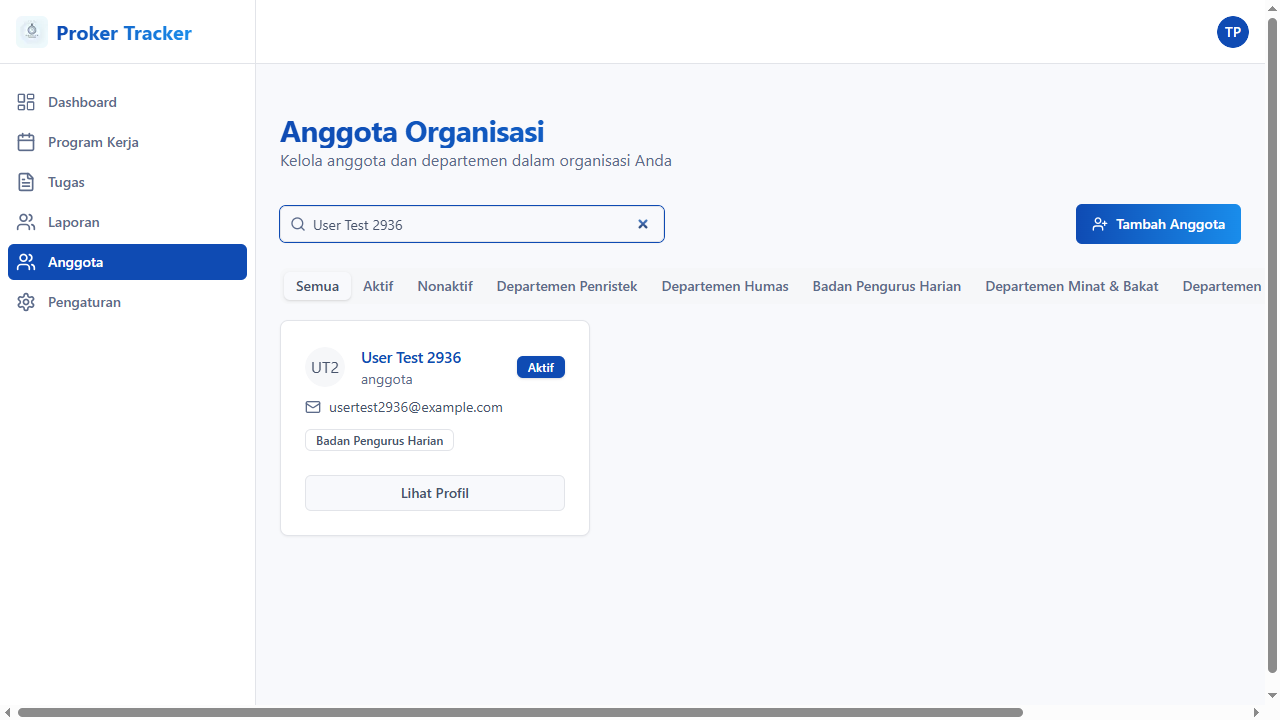 Proker Tracker
TP
Dashboard
Program Kerja
Tugas
Laporan
Anggota
Pengaturan
Anggota Organisasi
Kelola anggota dan departemen dalam organisasi Anda
User Test 2936
Tambah Anggota
Semua Aktif Nonaktif Departemen Penristek Departemen Humas Badan Pengurus Harian Departemen Minat & Bakat Departemen
UT2
User Test 2936
anggota
Aktif
usertest2936@example.com
Badan Pengurus Harian
Lihat Profil